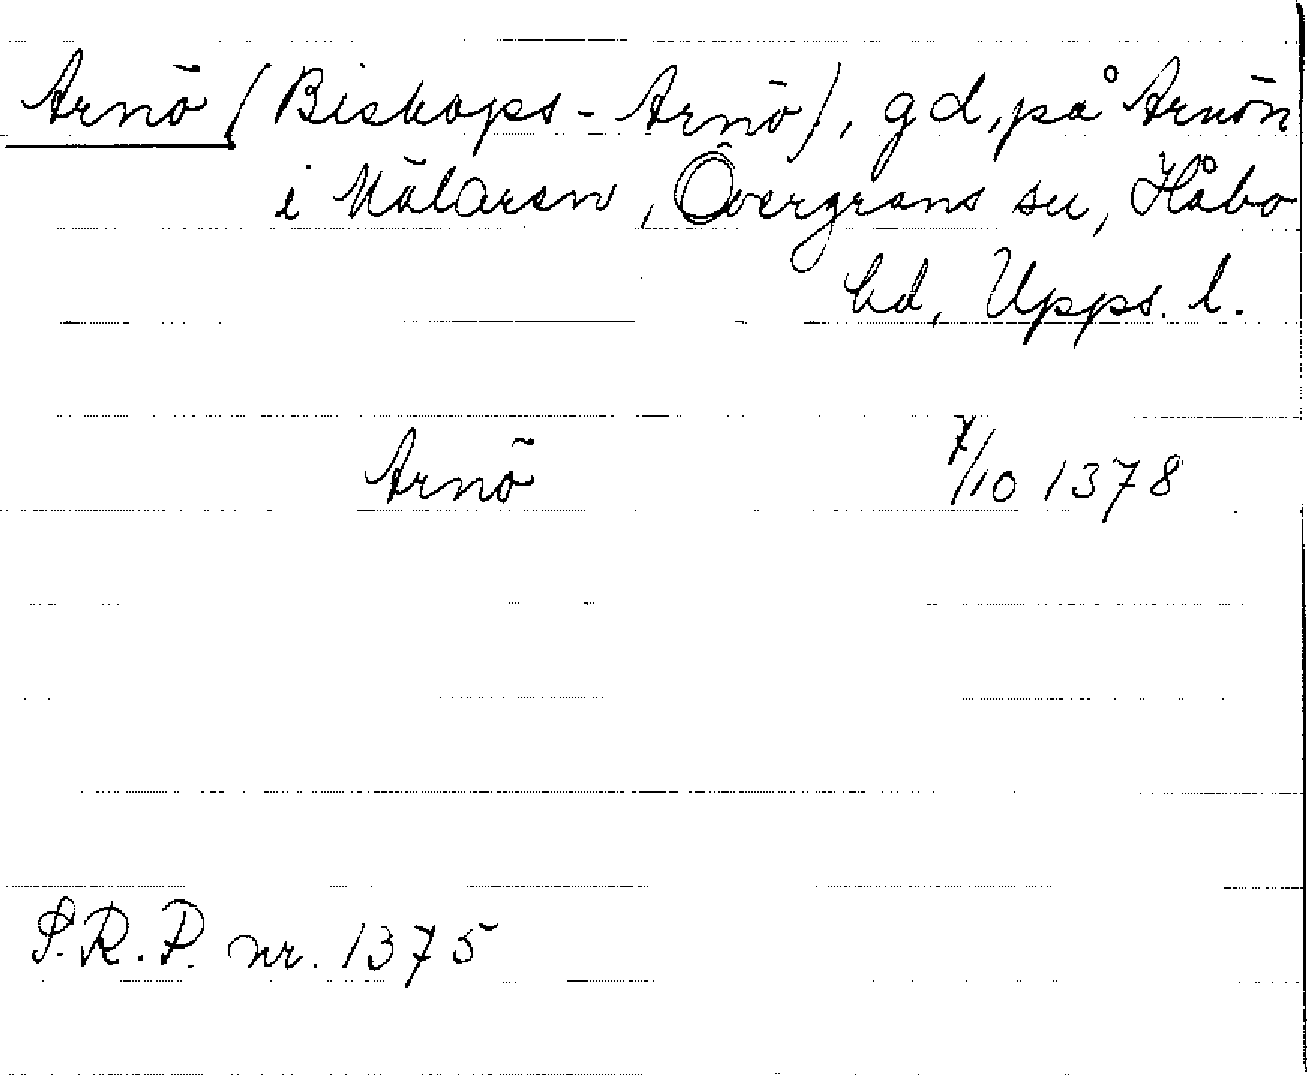 Arnö (Biskops-Arnö), gd, på Arnön
i Mälaren, Övergrans sn, Håbo
hd, Upps. l.
Arnö 7/10 1378
S.R.P. nr. 1375